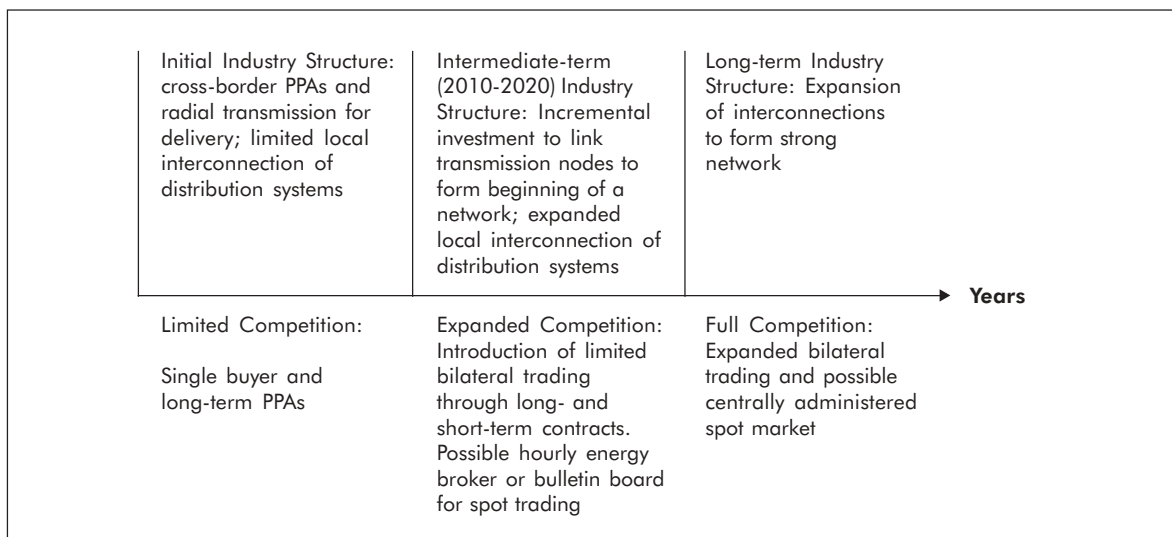 Initial Industry Structure:
cross-border PPAs and
radial transmission for
delivery; limited local
interconnection of
distribution systems
Intermediate-term
(2010-2020) Industry
Structure: Incremental
investment to link
transmission nodes to
form beginning of a
network; expanded
local interconnection of
distribution systems
Long-term Industry
Structure: Expansion
of interconnections
to form strong
network
Years
Limited Competition:
Single buyer and
long-term PPAs
Expanded Competition:
Introduction of limited
bilateral trading
through long- and
short-term contracts.
Possible hourly energy
broker or bulletin board
for spot trading
Full Competition:
Expanded bilateral
trading and possible
centrally administered
spot market